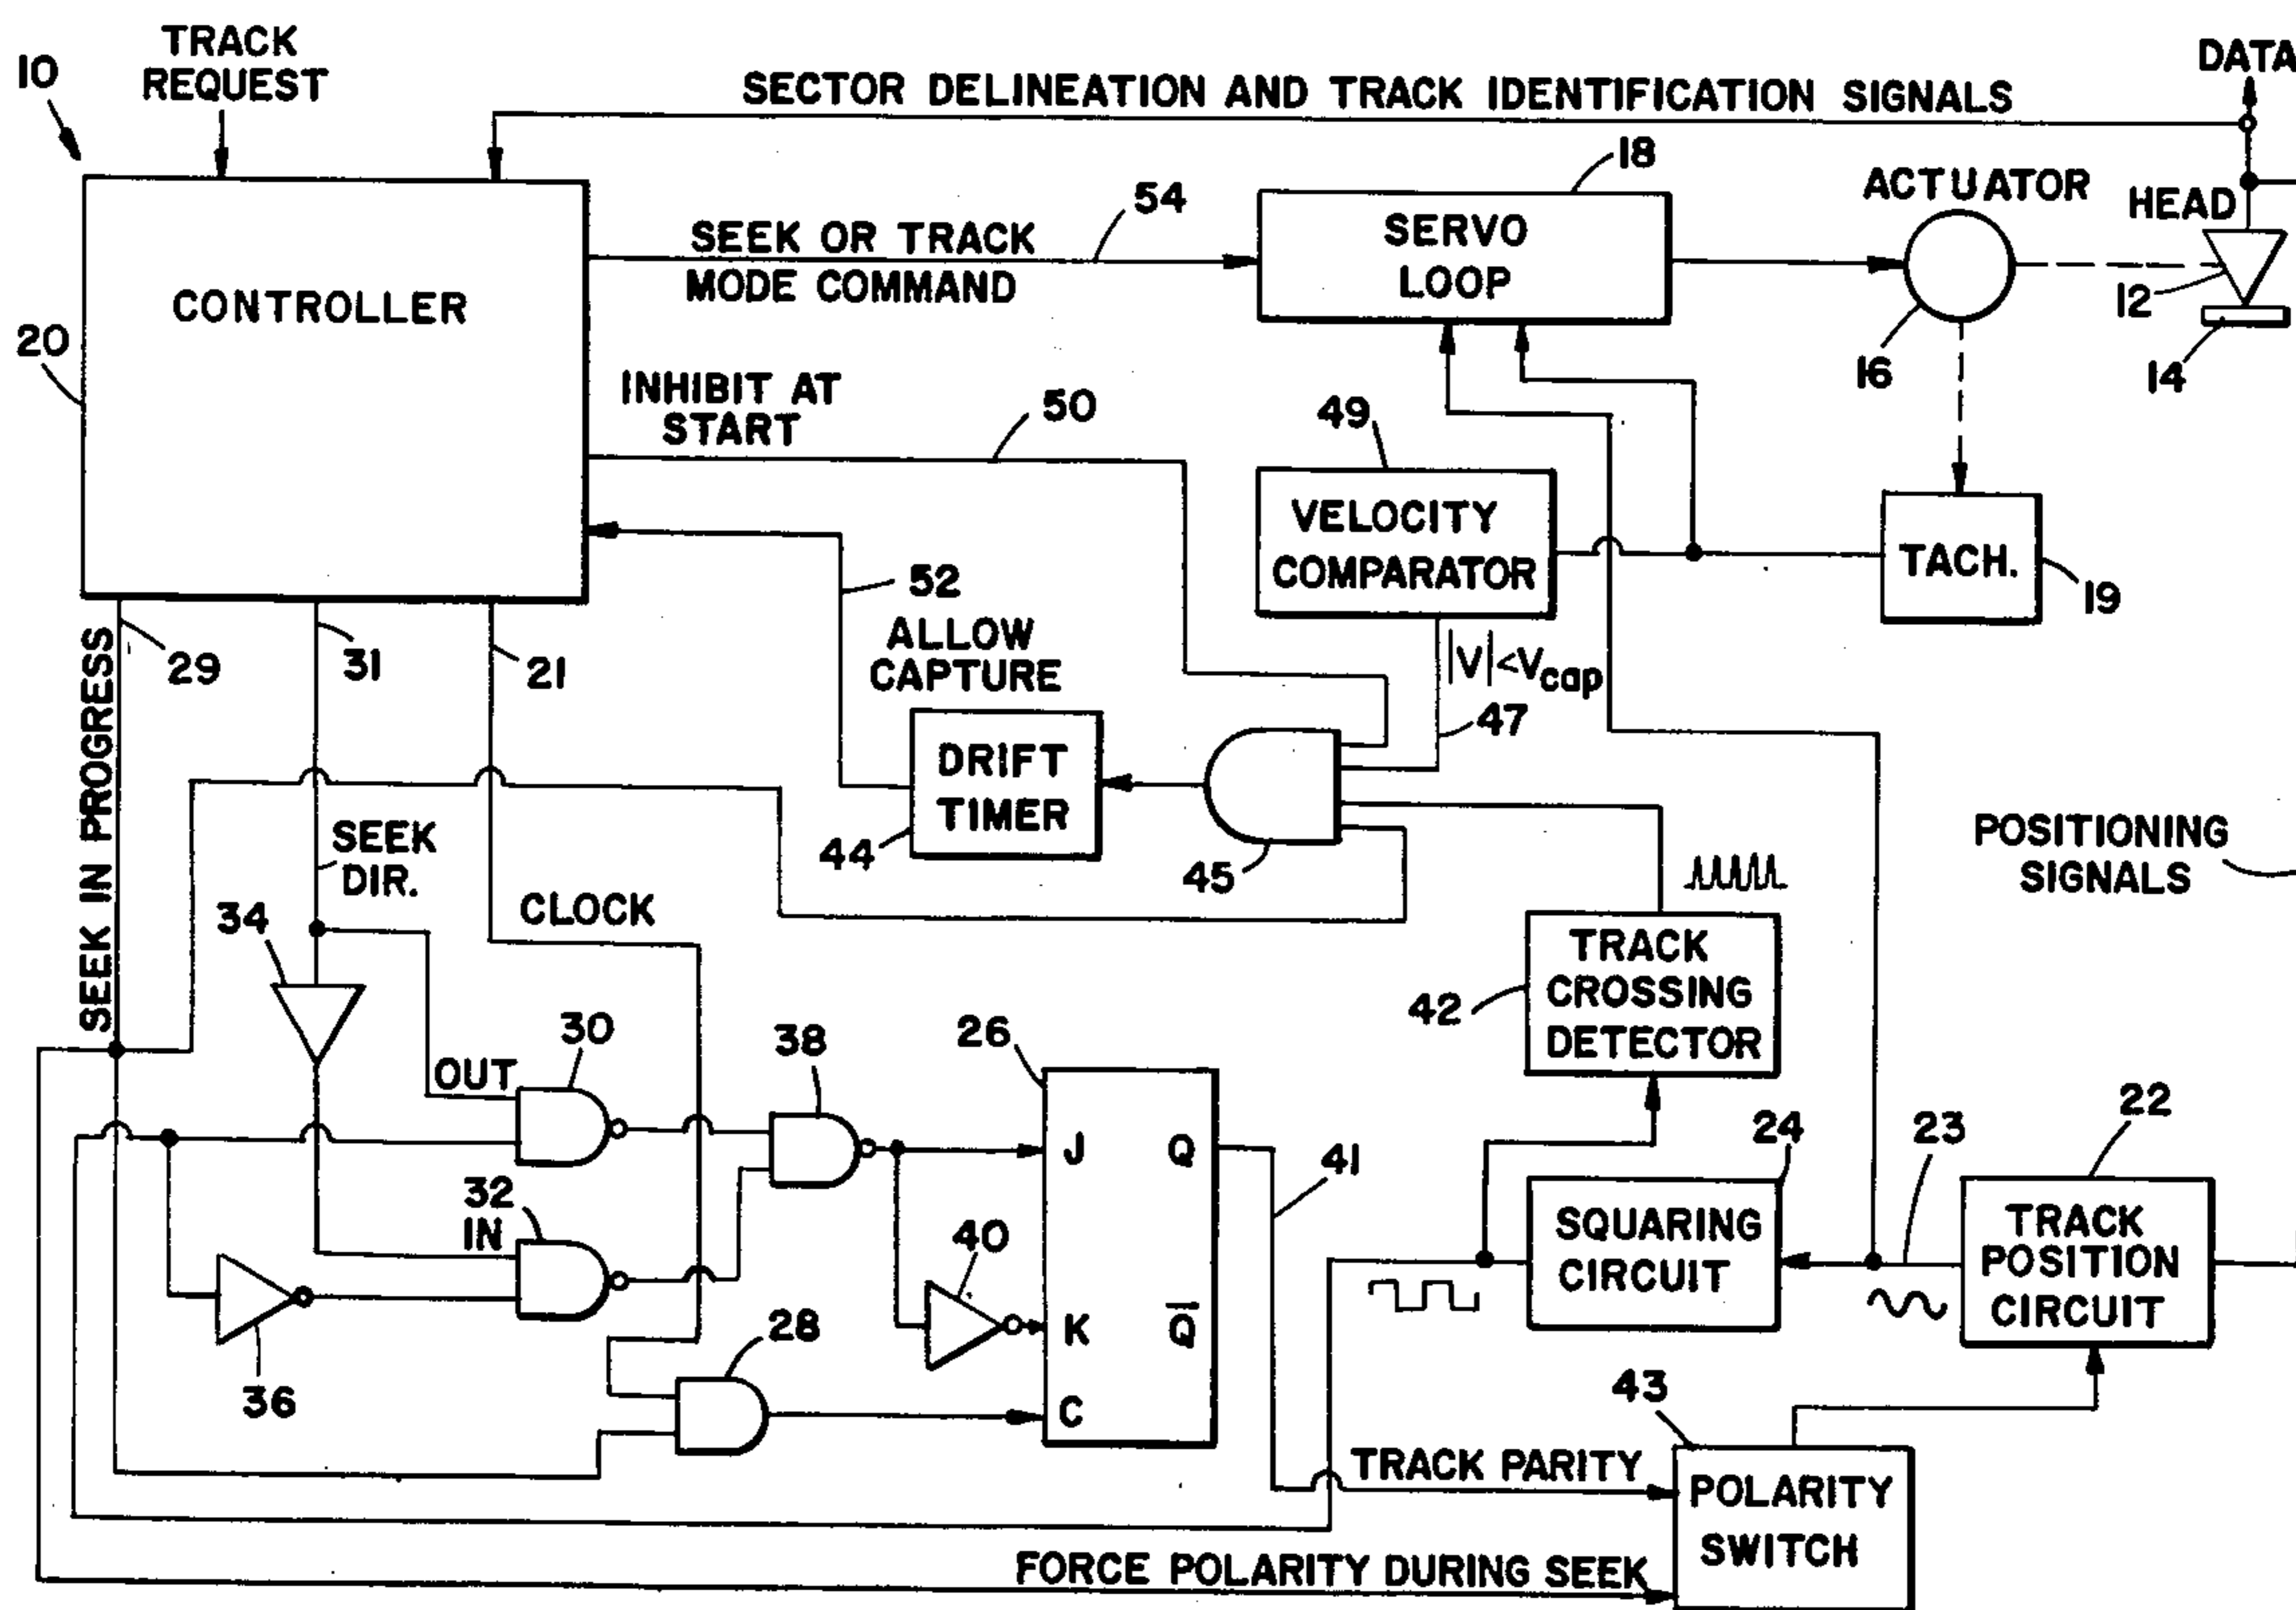 10
TRACK
REQUEST
SECTOR DELINEATION AND TRACK IDENTIFICATION SIGNALS
DATA
18
ACTUATOR
HEAD
54
SEEK OR TRACK
MODE COMMAND
SERVO
LOOP
CONTROLLER
12
20
16
14
INHIBIT AT
START
50
49
VELOCITY
COMPARATOR
TACH.
19
52
ALLOW
CAPTURE
29
31
21
|V|<Vcap
47
SEEK IN PROGRESS
DRIFT
TIMER
44
45
SEEK
DIR.
POSITIONING
SIGNALS
CLOCK
34
TRACK
CROSSING
DETECTOR
42
30
38
26
OUT
22
24
23
41
J
Q
32
IN
40
SQUARING
CIRCUIT
TRACK
POSITION
CIRCUIT
K
Q̅
28
36
C
43
TRACK PARITY
POLARITY
SWITCH
FORCE POLARITY DURING SEEK